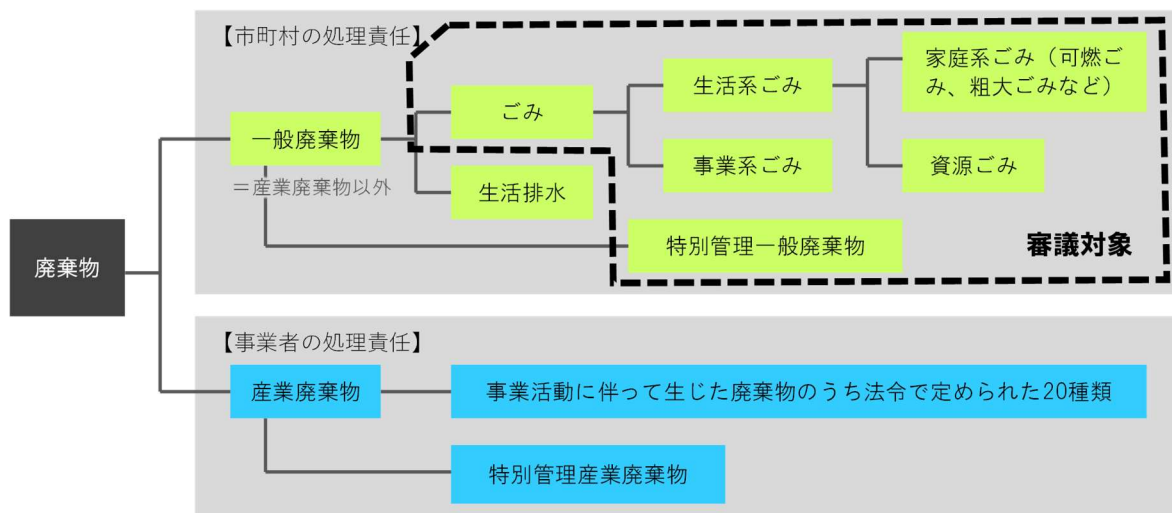 【市町村の処理責任】
家庭系ごみ（可燃ご
み、粗大ごみなど）
生活系ごみ
ごみ
一般廃棄物
事業系ごみ
資源ごみ
＝産業廃棄物以外
生活排水
特別管理一般廃棄物
審議対象
廃棄物
【事業者の処理責任】
産業廃棄物
事業活動に伴って生じた廃棄物のうち法令で定められた20種類
特別管理産業廃棄物